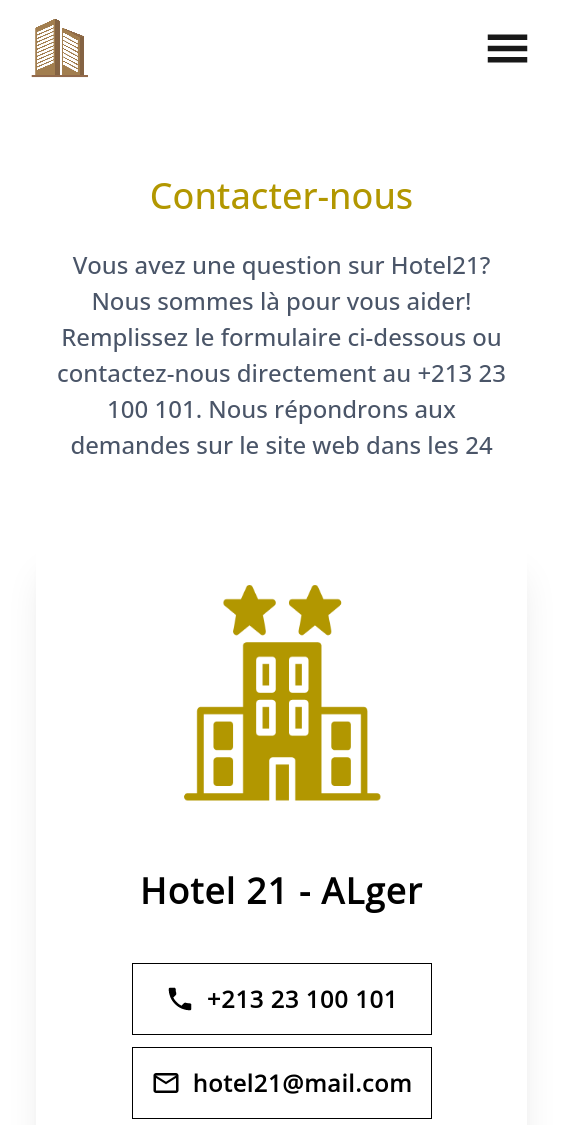 Contacter-nous
Vous avez une question sur Hotel21?
Nous sommes là pour vous aider!
Remplissez le formulaire ci-dessous ou
contactez-nous directement au +213 23
100 101. Nous répondrons aux
demandes sur le site web dans les 24
Hotel 21 - ALger
+213 23 100 101
hotel21@mail.com